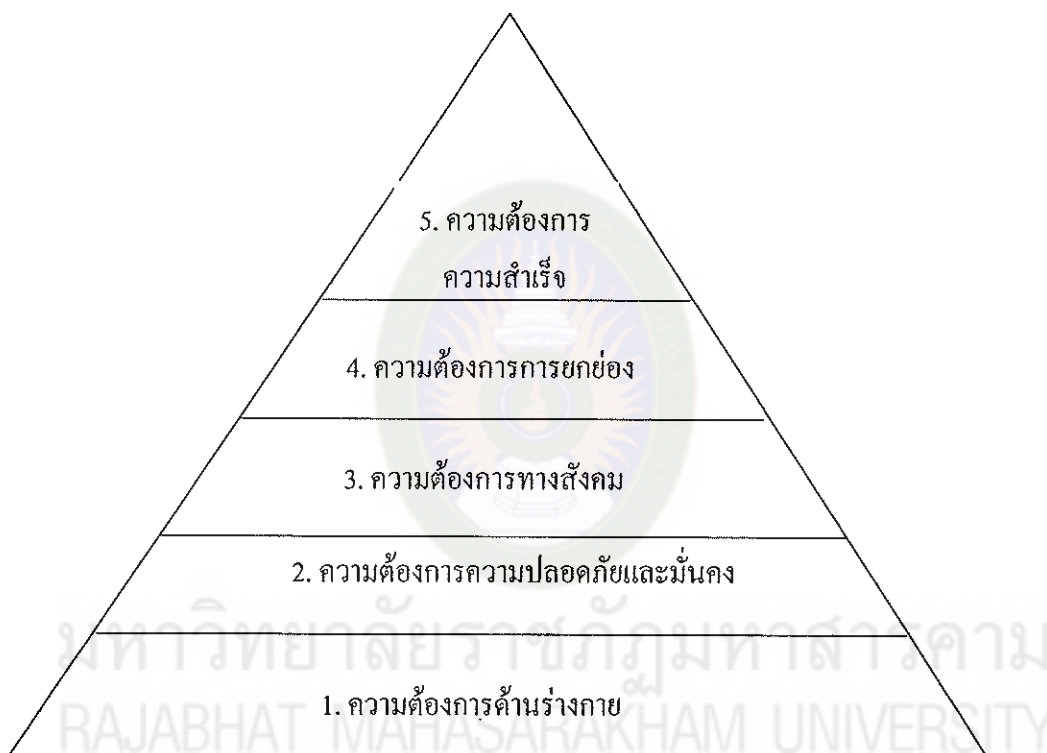 5. ความต้องการ
ความสำเร็จ
4. ความต้องการการยกย่อง
3. ความต้องการทางสังคม
2. ความต้องการความปลอดภัยและมั่นคง
มหาวิทยาลัยราชภัฏมหาสารคาม
1. ความต้องการด้านร่างกาย
RAJABHAT MAHASARAKHAM UNIVERSITY